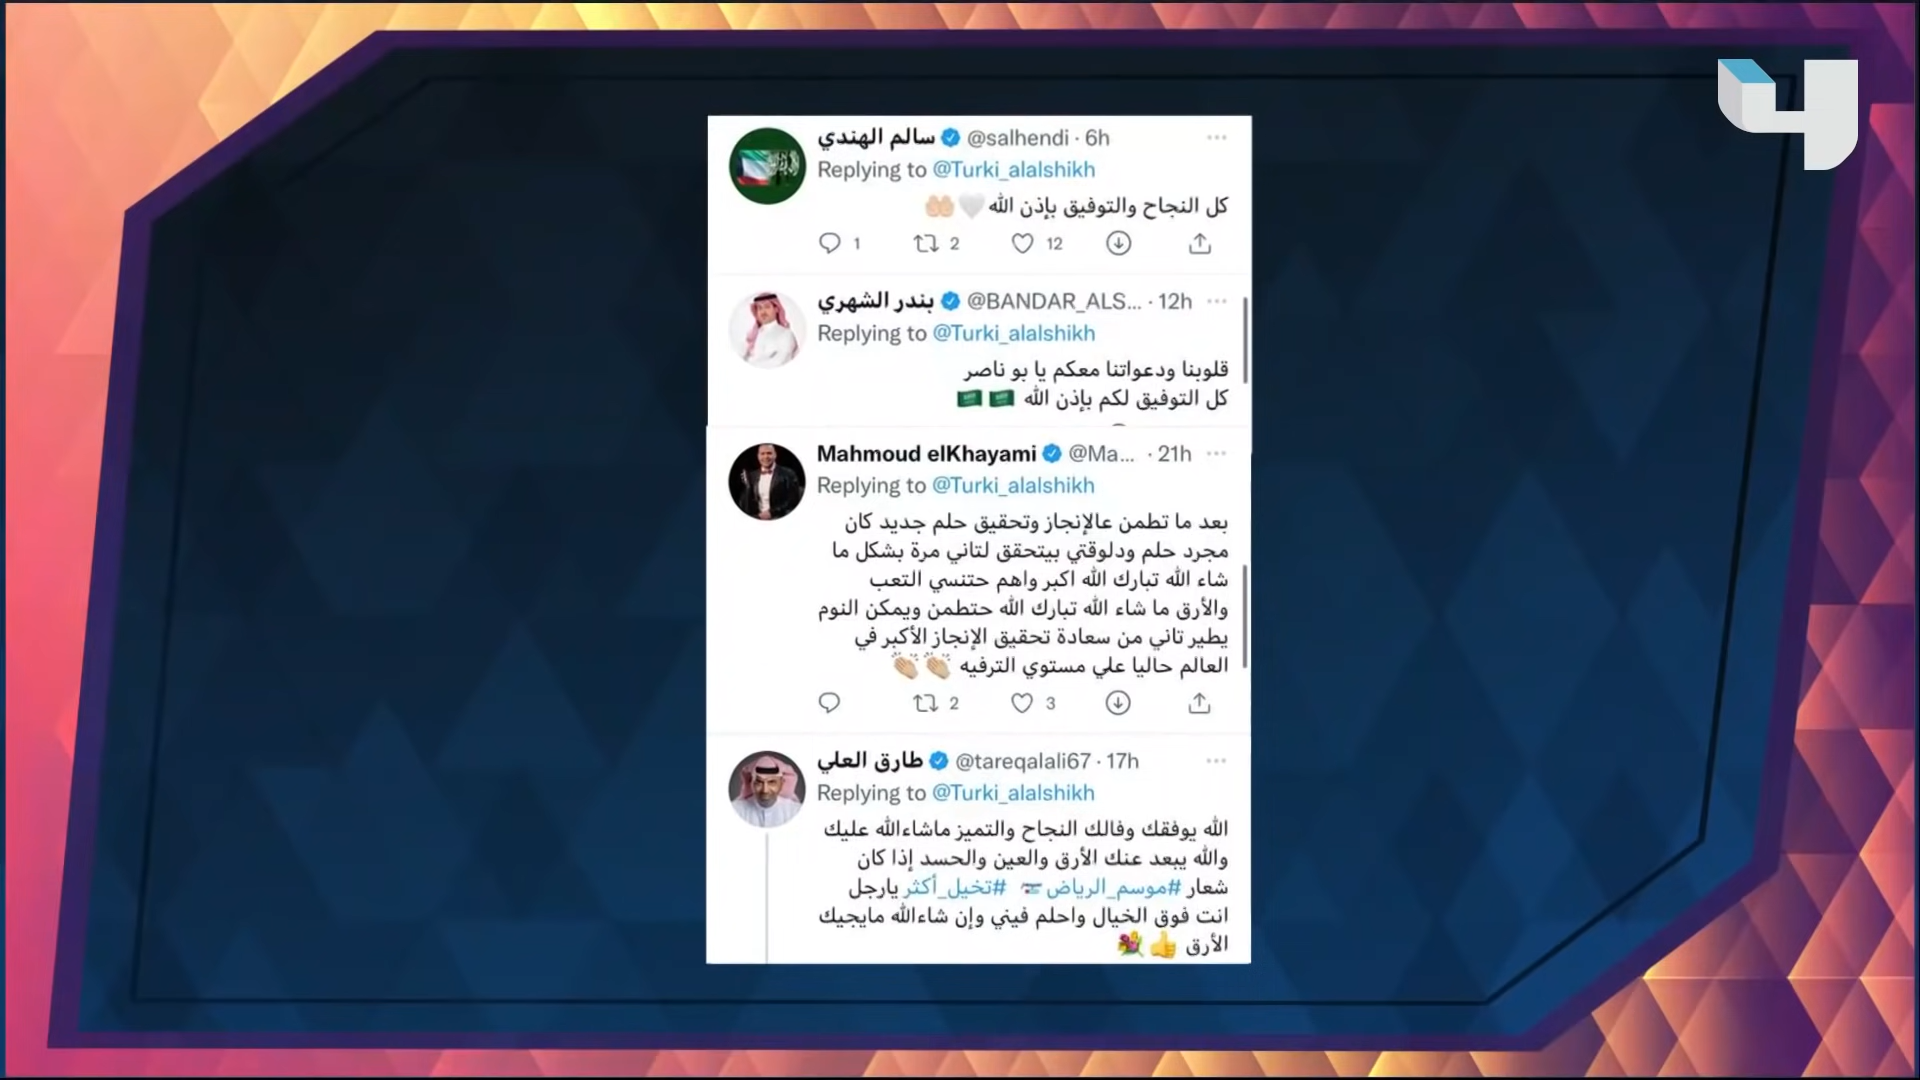 سالم الهندي @salhendi · 6h
Replying to @Turki_alalshikh
كل النجاح والتوفيق بإذن الله🤍🤲🏻
1 2 12
بندر الشهري @BANDAR_ALS... · 12h
Replying to @Turki_alalshikh
قلوبنا ودعواتنا معكم يا بو ناصر
كل التوفيق لكم بإذن الله 🇸🇦 🇸🇦
Mahmoud elKhayami @Ma... · 21h
Replying to @Turki_alalshikh
بعد ما تطمن عالإنجاز وتحقيق حلم جديد كان
مجرد حلم ودلوقتي بيتحقق لتاني مرة بشكل ما
شاء الله تبارك الله اكبر واهم حتنسي التعب
والأرق ما شاء الله تبارك الله حتطمن ويمكن النوم
يطير تاني من سعادة تحقيق الإنجاز الأكبر في
العالم حاليا علي مستوي الترفيه 👏🏼 👏🏼
2 3
طارق العلي @tareqalali67 · 17h
Replying to @Turki_alalshikh
الله يوفقك وفالك النجاح والتميز ماشاءالله عليك
والله يبعد عنك الأرق والعين والحسد إذا كان
شعار #موسم_الرياض #تخيل_أكثر يارجل
انت فوق الخيال واحلم فيني وإن شاءالله مايجيك
الأرق 👍 💐